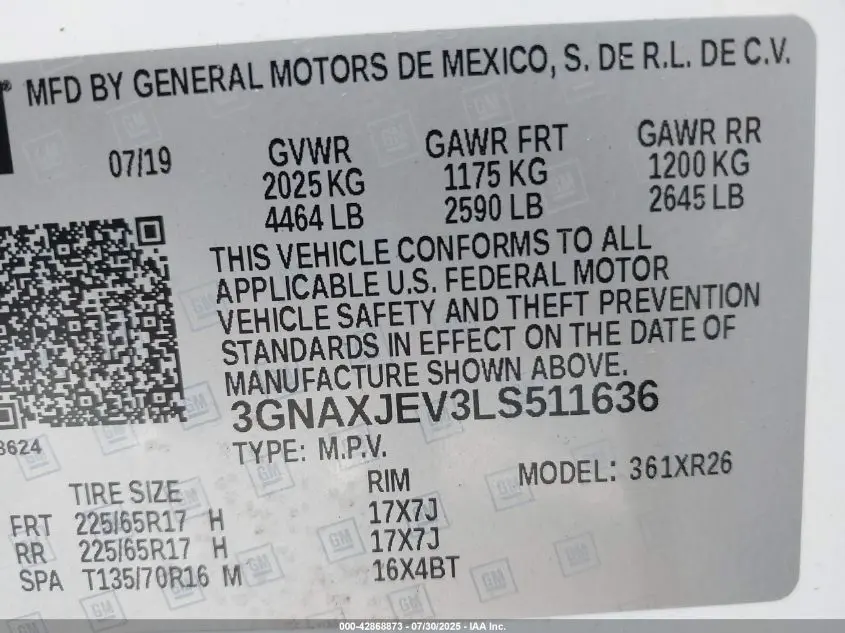 ® MFD BY GENERAL MOTORS DE MEXICO, S. DE R.L. DE C.V.
07/19
GVWR
2025 KG
4464 LB
GAWR FRT
1175 KG
2590 LB
GAWR RR
1200 KG
2645 LB
THIS VEHICLE CONFORMS TO ALL
APPLICABLE U.S. FEDERAL MOTOR
VEHICLE SAFETY AND THEFT PREVENTION
STANDARDS IN EFFECT ON THE DATE OF
MANUFACTURE SHOWN ABOVE.
3GNAXJEV3LS511636
8624
TYPE: M.P.V.
MODEL: 361XR26
TIRE SIZE RIM
FRT 225/65R17 H 17X7J
RR 225/65R17 H 17X7J
SPA T135/70R16 M 16X4BT
GM
000-42868873 - 07/30/2025 - IAA Inc.